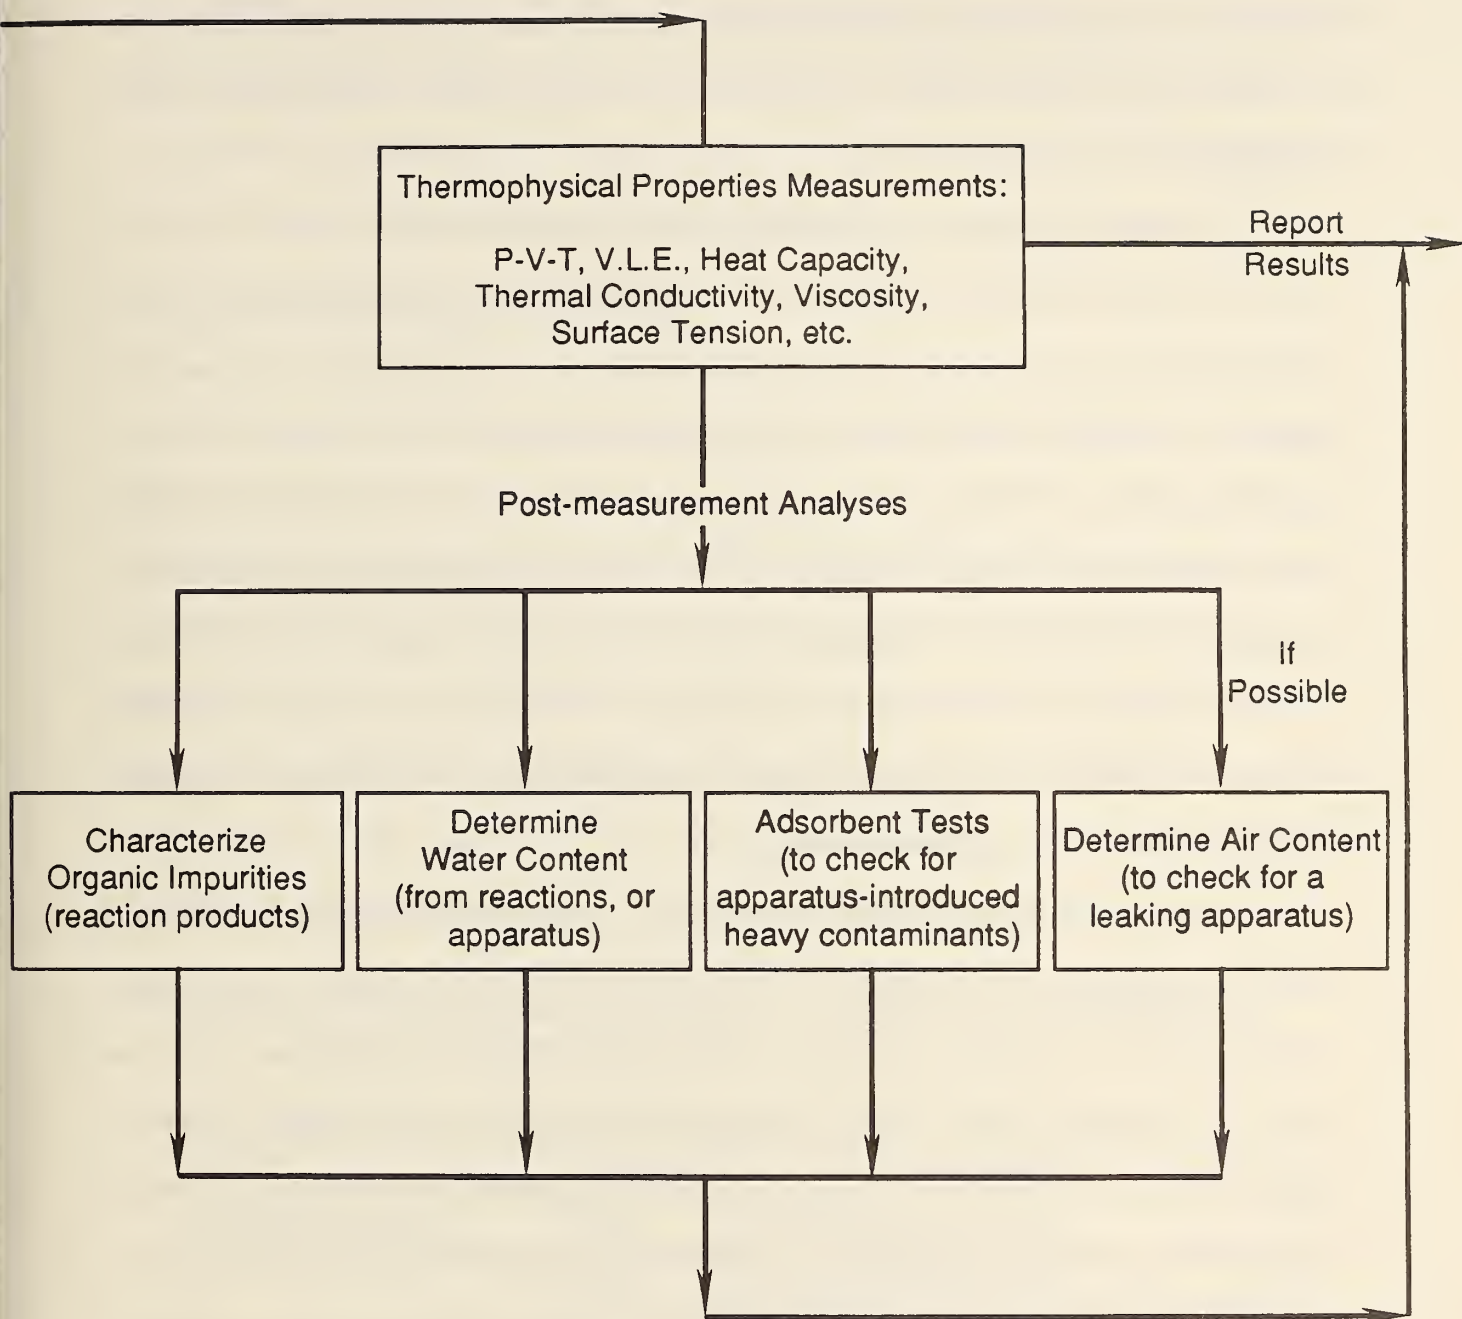 Thermophysical Properties Measurements:
P-V-T, V.L.E., Heat Capacity,
Thermal Conductivity, Viscosity,
Surface Tension, etc.
Report
Results
Post-measurement Analyses
if
Possible
Characterize
Organic Impurities
(reaction products)
Determine
Water Content
(from reactions, or
apparatus)
Adsorbent Tests
(to check for
apparatus-introduced
heavy contaminants)
Determine Air Content
(to check for a
leaking apparatus)